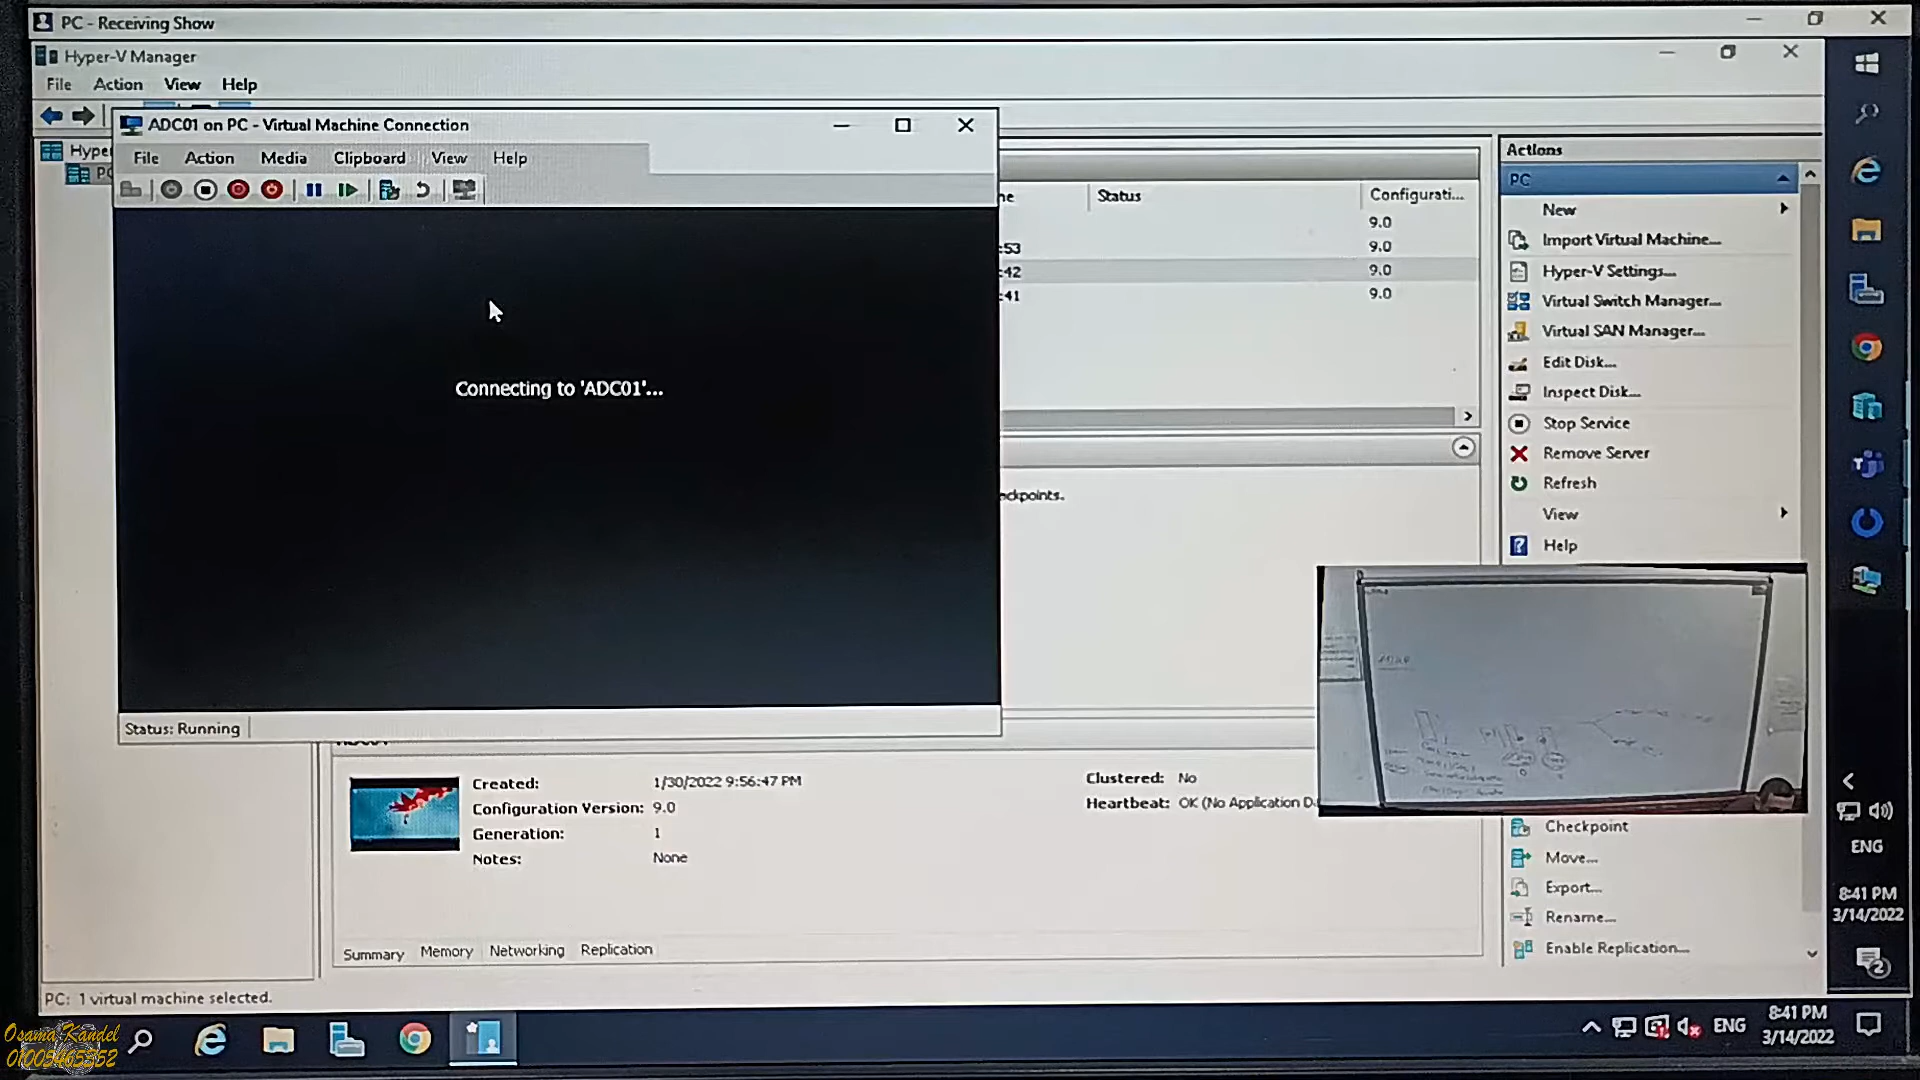 PC - Receiving Show
Hyper-V Manager
File Action View Help
ADC01 on PC - Virtual Machine Connection
File Action Media Clipboard View Help
Connecting to 'ADC01'...
Status: Running
Status Configurati...
9.0
:53 9.0
:42 9.0
:41 9.0
Actions
PC
New
Import Virtual Machine...
Hyper-V Settings...
Virtual Switch Manager...
Virtual SAN Manager...
Edit Disk...
Inspect Disk...
Stop Service
Remove Server
Refresh
View
Help
Checkpoint
Move...
Export...
Rename...
Enable Replication...
Created: 1/30/2022 9:56:47 PM
Configuration Version: 9.0
Generation: 1
Notes: None
Clustered: No
Heartbeat: OK (No Application D
Summary Memory Networking Replication
PC: 1 virtual machine selected.
ENG
8:41 PM
3/14/2022
2
Osama Kandel
01005465352
ENG
8:41 PM
3/14/2022